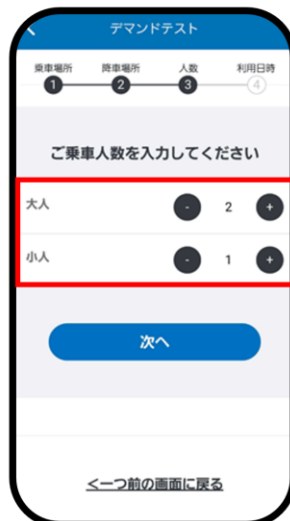 デマンドテスト
乗車場所 降車場所 人数 利用日時
1 2 3 4
ご乗車人数を入力してください
大人 - 2 +
小人 - 1 +
次へ
<一つ前の画面に戻る